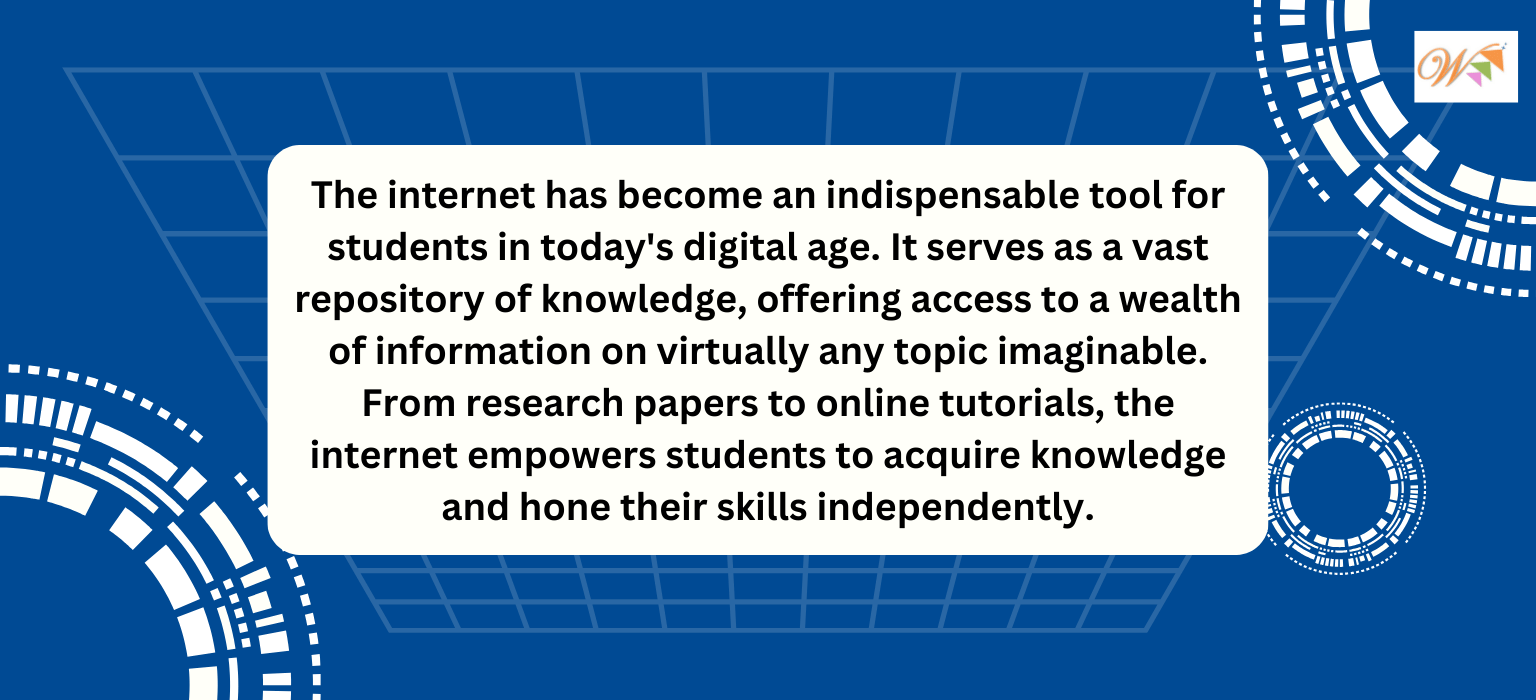 W
The internet has become an indispensable tool for
students in today's digital age. It serves as a vast
repository of knowledge, offering access to a wealth
of information on virtually any topic imaginable.
From research papers to online tutorials, the
internet empowers students to acquire knowledge
and hone their skills independently.